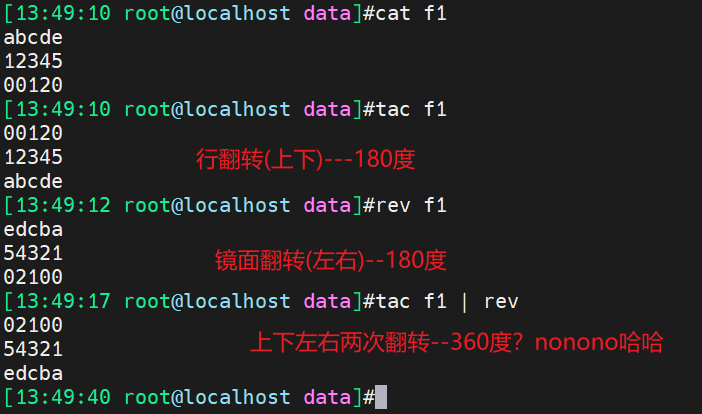 [13:49:10 root@localhost data]#cat f1
abcde
12345
00120
[13:49:10 root@localhost data]#tac f1
00120
12345
行翻转(上下)---180度
abcde
[13:49:12 root@localhost data]#rev f1
edcba
54321
镜面翻转(左右)--180度
02100
[13:49:17 root@localhost data]#tac f1 | rev
02100
54321
上下左右两次翻转--360度？nonono哈哈
edcba
[13:49:40 root@localhost data]#